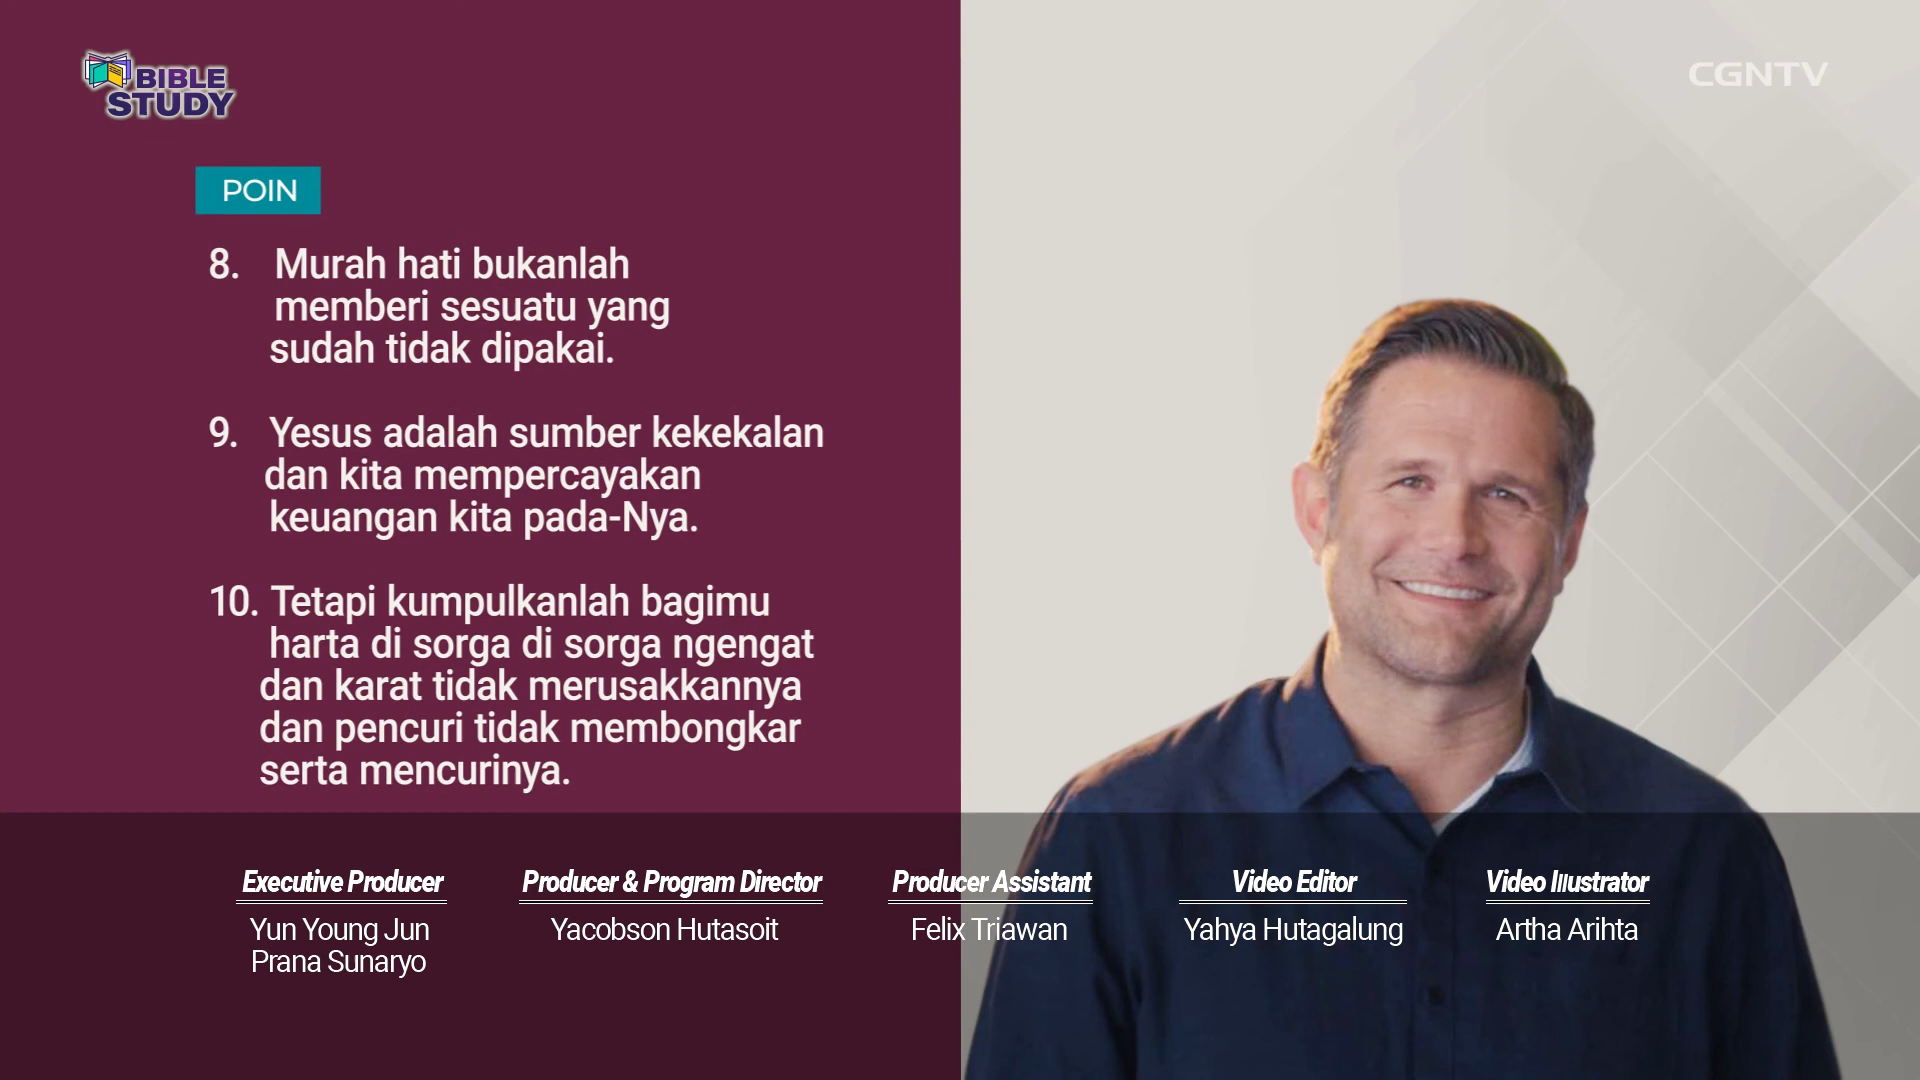 BIBLE
STUDY
CGNTV
POIN
8. Murah hati bukanlah
memberi sesuatu yang
sudah tidak dipakai.
9. Yesus adalah sumber kekekalan
dan kita mempercayakan
keuangan kita pada-Nya.
10. Tetapi kumpulkanlah bagimu
harta di sorga di sorga ngengat
dan karat tidak merusakkannya
dan pencuri tidak membongkar
serta mencurinya.
Executive Producer
Yun Young Jun
Prana Sunaryo
Producer & Program Director
Yacobson Hutasoit
Producer Assistant
Felix Triawan
Video Editor
Yahya Hutagalung
Video Illustrator
Artha Arihta